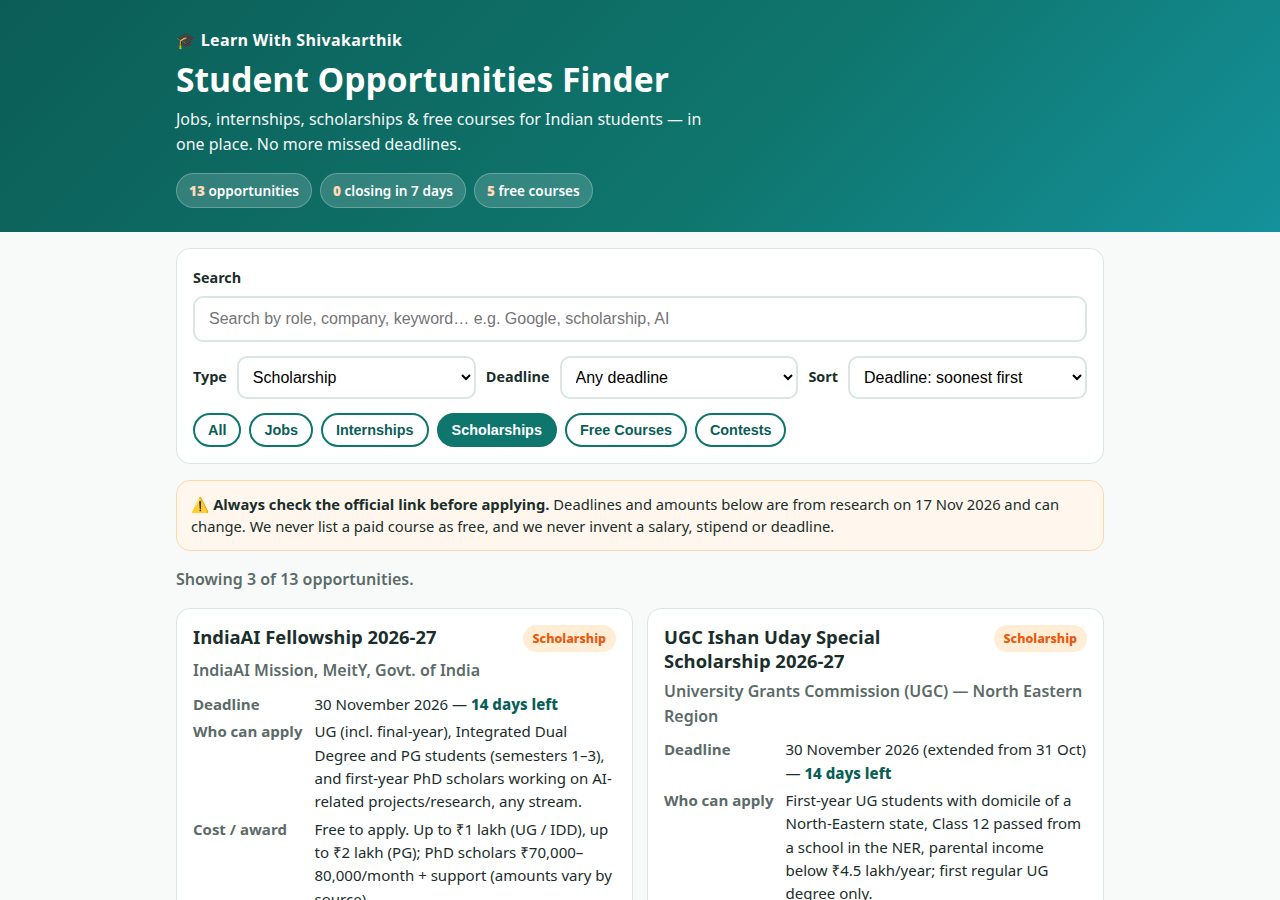 🎓 Learn With Shivakarthik
Student Opportunities Finder
Jobs, internships, scholarships & free courses for Indian students — in
one place. No more missed deadlines.
13 opportunities
0 closing in 7 days
5 free courses
Search
Search by role, company, keyword… e.g. Google, scholarship, AI
Type
Scholarship
Deadline
Any deadline
Sort
Deadline: soonest first
All
Jobs
Internships
Scholarships
Free Courses
Contests
⚠️ Always check the official link before applying. Deadlines and amounts below are from research on 17 Nov 2026 and can
change. We never list a paid course as free, and we never invent a salary, stipend or deadline.
Showing 3 of 13 opportunities.
IndiaAI Fellowship 2026-27
Scholarship
IndiaAI Mission, MeitY, Govt. of India
Deadline
30 November 2026 — 14 days left
Who can apply
UG (incl. final-year), Integrated Dual
Degree and PG students (semesters 1–3),
and first-year PhD scholars working on AI-
related projects/research, any stream.
Cost / award
Free to apply. Up to ₹1 lakh (UG / IDD), up
to ₹2 lakh (PG); PhD scholars ₹70,000–
80,000/month + support (amounts vary by
source).
UGC Ishan Uday Special
Scholarship 2026-27
Scholarship
University Grants Commission (UGC) — North Eastern
Region
Deadline
30 November 2026 (extended from 31 Oct)
— 14 days left
Who can apply
First-year UG students with domicile of a
North-Eastern state, Class 12 passed from
a school in the NER, parental income
below ₹4.5 lakh/year; first regular UG
degree only.